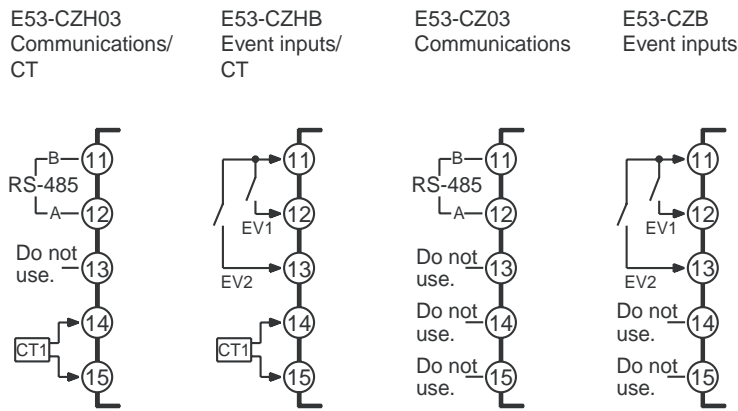 E53-CZH03
Communications/
CT
B
11
RS-485
A
12
Do not
use.
13
14
CT1
15
E53-CZHB
Event inputs/
CT
11
12
EV1
13
EV2
14
CT1
15
E53-CZ03
Communications
B
11
RS-485
A
12
Do not
use.
13
Do not
use.
14
Do not
use.
15
E53-CZB
Event inputs
11
12
EV1
13
EV2
Do not
use.
14
Do not
use.
15